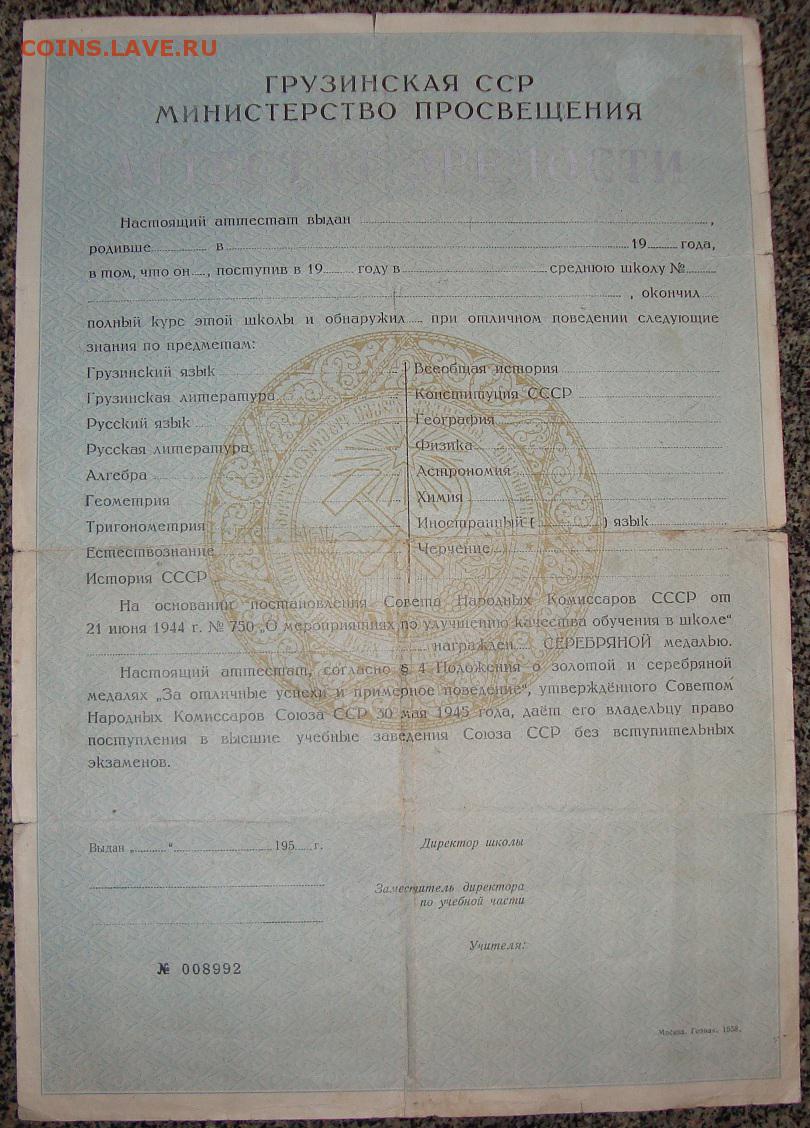 COINS.LAVE.RU
ГРУЗИНСКАЯ ССР
МИНИСТЕРСТВО ПРОСВЕЩЕНИЯ
АТТЕСТАТ ЗРЕЛОСТИ
Настоящий аттестат выдан ,
родивше в 19 года,
в том, что он , поступив в 19 году в среднюю школу №
, окончил
полный курс этой школы и обнаружил при отличном поведении следующие
знания по предметам:
Грузинский язык
Грузинская литература
Русский язык
Русская литература
Алгебра
Геометрия
Тригонометрия
Естествознание
История СССР
Всеобщая история
Конституция СССР
География
Физика
Астрономия
Химия
Иностранный ( ) язык
Черчение
На основании постановления Совета Народных Комиссаров СССР от
21 июня 1944 г. № 750 „О мероприятиях по улучшению качества обучения в школе“
награжден СЕРЕБРЯНОЙ медалью.
Настоящий аттестат, согласно § 4 Положения о золотой и серебряной
медалях „За отличные успехи и примерное поведение“, утверждённого Советом
Народных Комиссаров Союза ССР 30 мая 1945 года, даёт его владельцу право
поступления в высшие учебные заведения Союза ССР без вступительных
экзаменов.
Выдан „ “ 195 г.
Директор школы
Заместитель директора
по учебной части
Учителя:
№ 008992
Москва. Гознак. 1958.